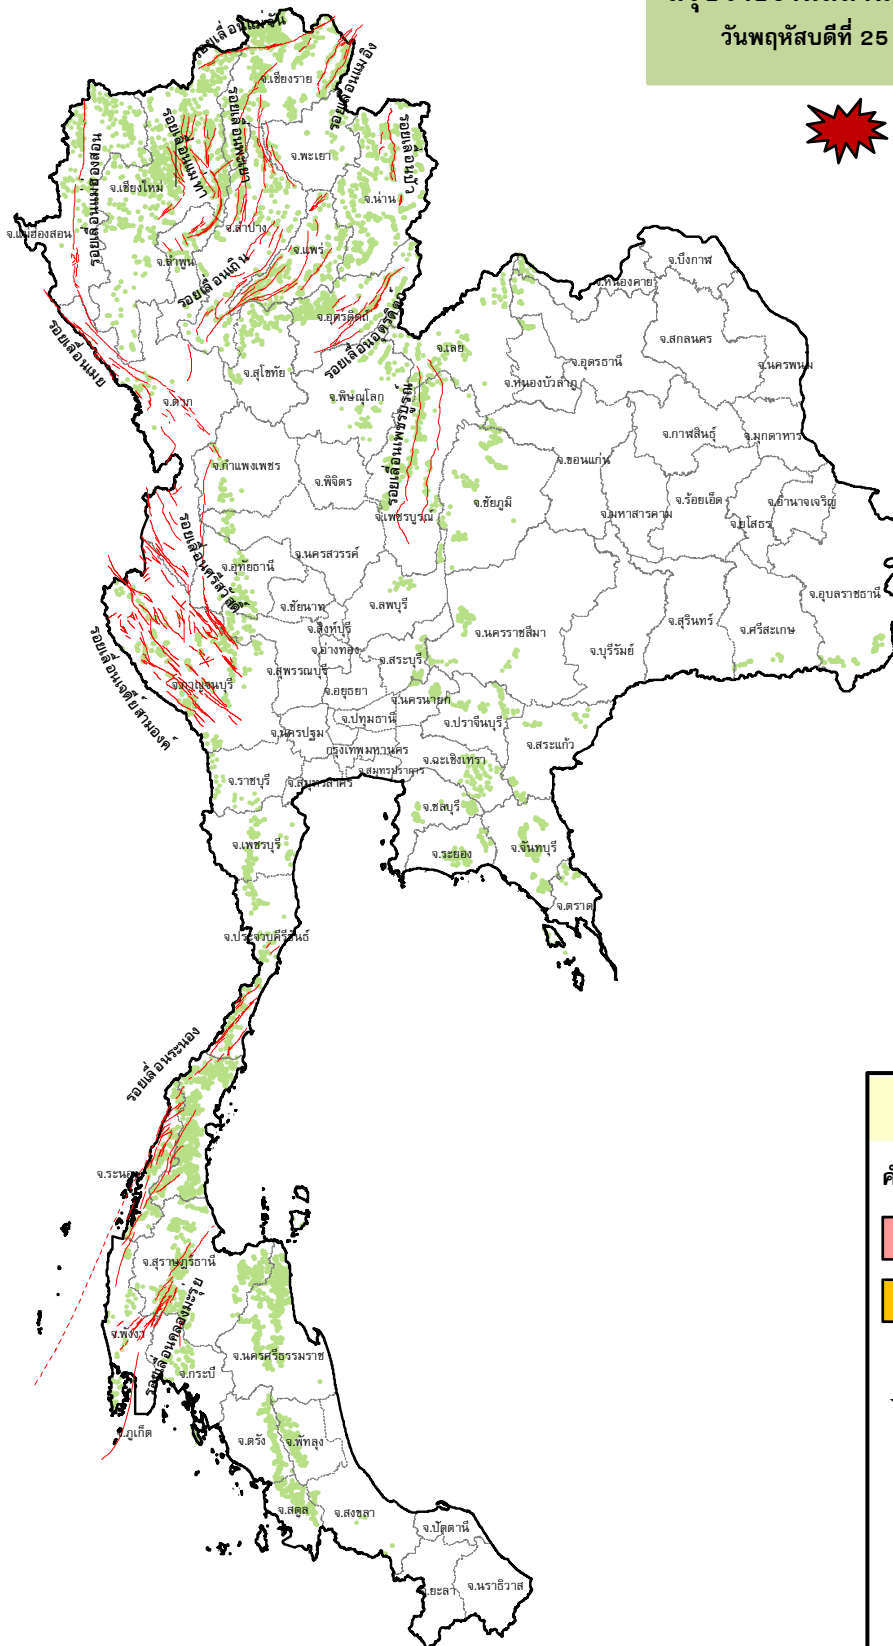 วันพฤหัสบดีที่ 25
รอยเลื่อนแม่จัน
รอยเลื่อนแม่อิง
จ.เชียงราย
รอยเลื่อนแม่ทา
รอยเลื่อนพะเยา
รอยเลื่อนปัว
รอยเลื่อนแม่ฮ่องสอน
จ.พะเยา
จ.เชียงใหม่
จ.น่าน
จ.แม่ฮ่องสอน
จ.ลำปาง
จ.แพร่
จ.ลำพูน
รอยเลื่อนเถิน
จ.บึงกาฬ
จ.หนองคาย
จ.อุตรดิตถ์
รอยเลื่อนอุตรดิตถ์
รอยเลื่อนเมย
จ.สกลนคร
จ.เลย
จ.อุดรธานี
จ.นครพนม
จ.สุโขทัย
จ.หนองบัวลำภู
จ.ตาก
จ.พิษณุโลก
รอยเลื่อนเพชรบูรณ์
จ.กาฬสินธุ์
จ.มุกดาหาร
จ.กำแพงเพชร
จ.ขอนแก่น
จ.พิจิตร
จ.ชัยภูมิ
จ.ร้อยเอ็ด
จ.อำนาจเจริญ
จ.เพชรบูรณ์
จ.มหาสารคาม
จ.ยโสธร
รอยเลื่อนศรีสวัสดิ์
จ.นครสวรรค์
จ.อุทัยธานี
จ.อุบลราชธานี
จ.ชัยนาท
จ.ลพบุรี
จ.สิงห์บุรี
จ.นครราชสีมา
จ.สุรินทร์
จ.ศรีสะเกษ
จ.อ่างทอง
จ.บุรีรัมย์
รอยเลื่อนเจดีย์สามองค์
จ.สุพรรณบุรี
จ.สระบุรี
จ.กาญจนบุรี
จ.อยุธยา
จ.นครนายก
จ.ปทุมธานี
จ.ปราจีนบุรี
จ.นครปฐม
จ.สระแก้ว
กรุงเทพมหานคร
จ.ฉะเชิงเทรา
จ.สมุทรปราการ
จ.ราชบุรี
จ.สมุทรสาคร
จ.ชลบุรี
จ.เพชรบุรี
จ.ระยอง
จ.จันทบุรี
จ.ตราด
จ.ประจวบคีรีขันธ์
รอยเลื่อนระนอง
จ.ระนอง
จ.สุราษฎร์ธานี
รอยเลื่อนคลองมะรุ่ย
จ.พังงา
จ.นครศรีธรรมราช
จ.กระบี่
จ.ภูเก็ต
จ.ตรัง
จ.พัทลุง
จ.สตูล
จ.สงขลา
จ.ปัตตานี
จ.ยะลา
จ.นราธิวาส